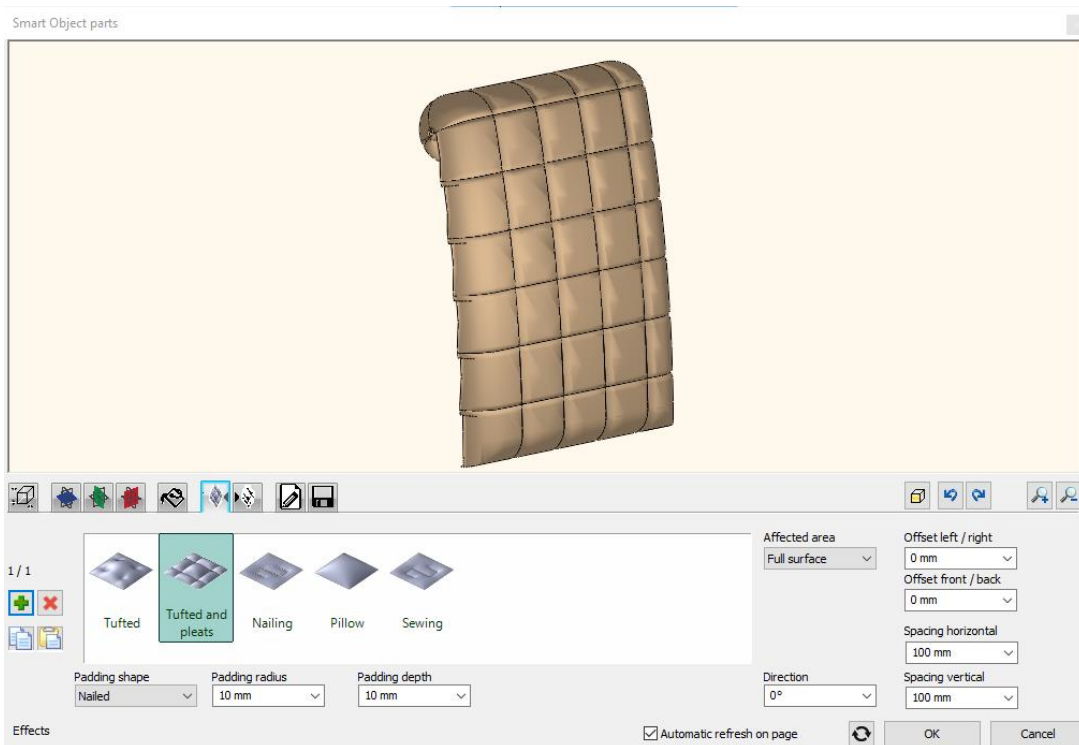 Smart Object parts
1 / 1
Tufted
Tufted and
pleats
Nailing
Pillow
Sewing
Affected area
Full surface
Offset left / right
0 mm
Offset front / back
0 mm
Spacing horizontal
100 mm
Padding shape
Nailed
Padding radius
10 mm
Padding depth
10 mm
Direction
0°
Spacing vertical
100 mm
Effects
Automatic refresh on page
OK
Cancel